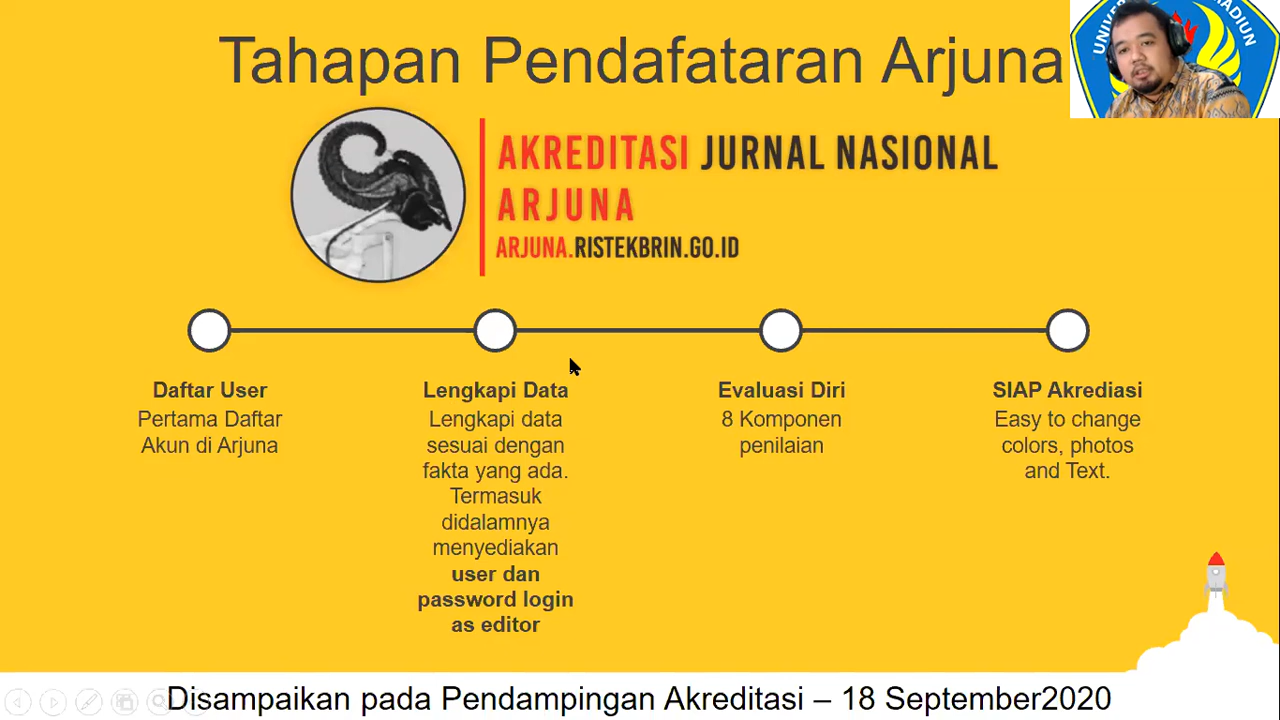 Tahapan Pendafataran Arjuna
UNIVERS
MADIUN
AKREDITASI JURNAL NASIONAL
ARJUNA
ARJUNA.RISTEKBRIN.GO.ID
Daftar User
Pertama Daftar
Akun di Arjuna
Lengkapi Data
Lengkapi data
sesuai dengan
fakta yang ada.
Termasuk
didalamnya
menyediakan
user dan
password login
as editor
Evaluasi Diri
8 Komponen
penilaian
SIAP Akrediasi
Easy to change
colors, photos
and Text.
Disampaikan pada Pendampingan Akreditasi – 18 September2020